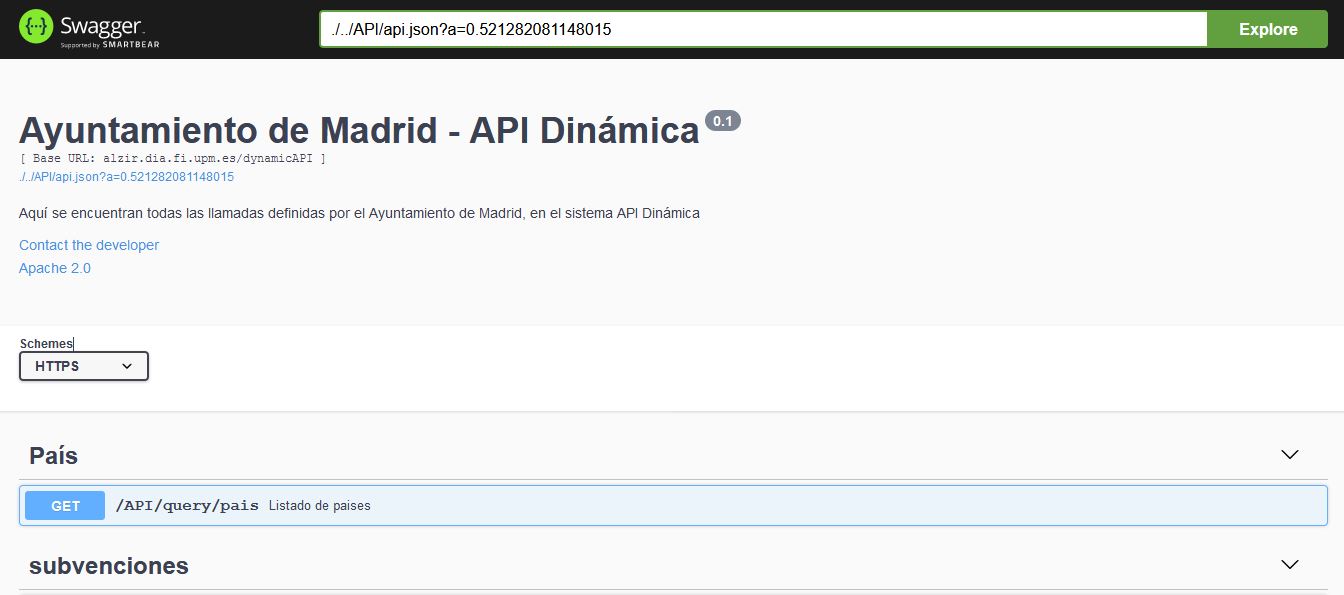 {···} Swagger.
Supported by SMARTBEAR
./../API/api.json?a=0.521282081148015
Explore
Ayuntamiento de Madrid - API Dinámica 0.1
[ Base URL: alzir.dia.fi.upm.es/dynamicAPI ]
./../API/api.json?a=0.521282081148015
Aquí se encuentran todas las llamadas definidas por el Ayuntamiento de Madrid, en el sistema API Dinámica
Contact the developer
Apache 2.0
Schemes
HTTPS
País
GET /API/query/pais Listado de paises
subvenciones